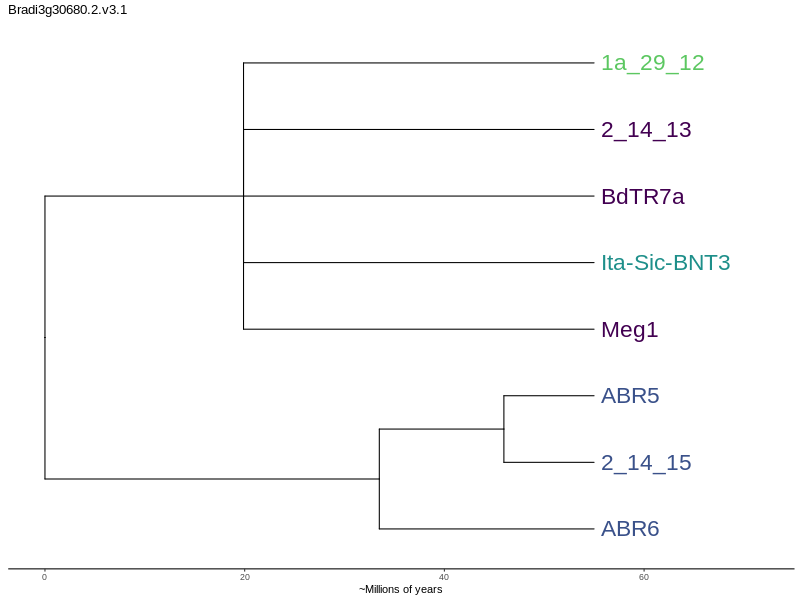 Bradi3g30680.2.v3.1
1a_29_12
2_14_13
BdTR7a
Ita-Sic-BNT3
Meg1
ABR5
2_14_15
ABR6
0 20 40 60
~Millions of years